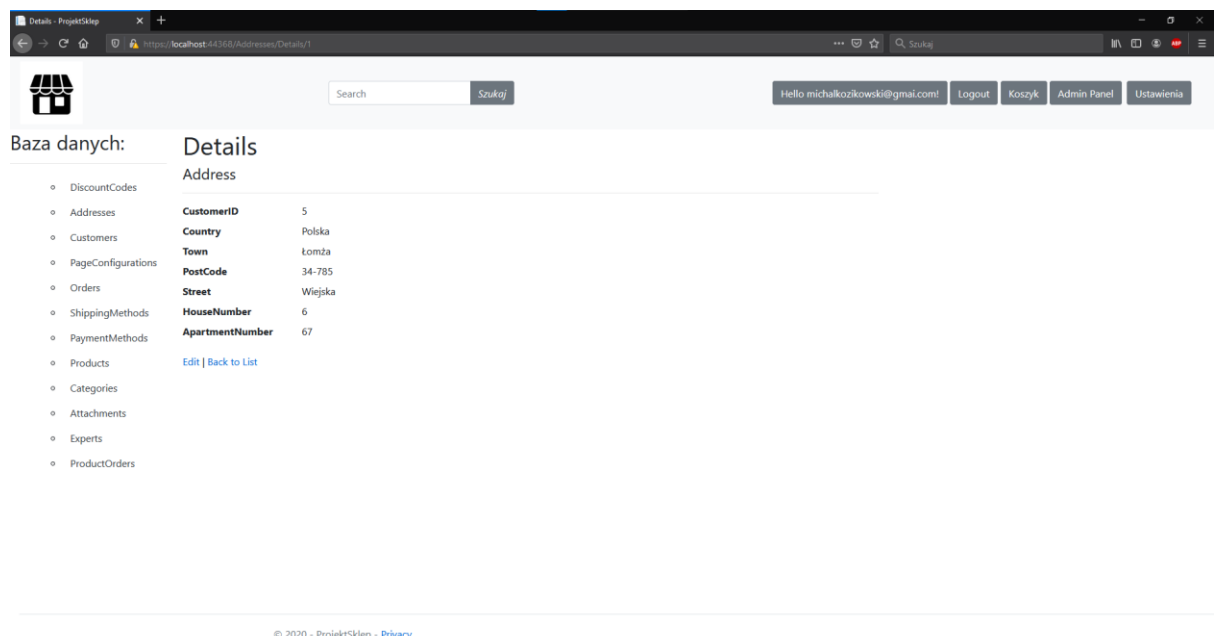 Details - ProjektSklep
https://localhost:44368/Addresses/Details/1
Szukaj
Search
Szukaj
Hello michalkozikowski@gmai.com!
Logout
Koszyk
Admin Panel
Ustawienia
Baza danych:
DiscountCodes
Addresses
Customers
PageConfigurations
Orders
ShippingMethods
PaymentMethods
Products
Categories
Attachments
Experts
ProductOrders
Details
Address
CustomerID 5
Country Polska
Town Łomża
PostCode 34-785
Street Wiejska
HouseNumber 6
ApartmentNumber 67
Edit | Back to List
© 2020 - ProjektSklep - Privacy